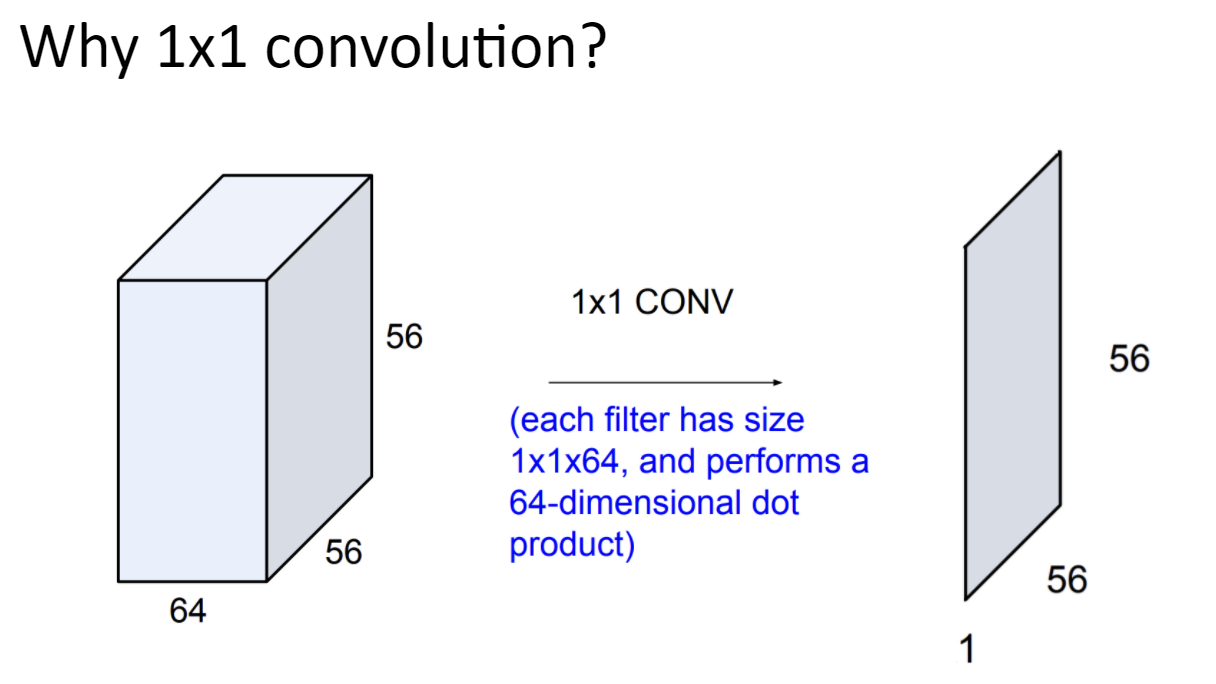 Why 1x1 convolution?
56
56
64
1x1 CONV
(each filter has size
1x1x64, and performs a
64-dimensional dot
product)
56
56
1